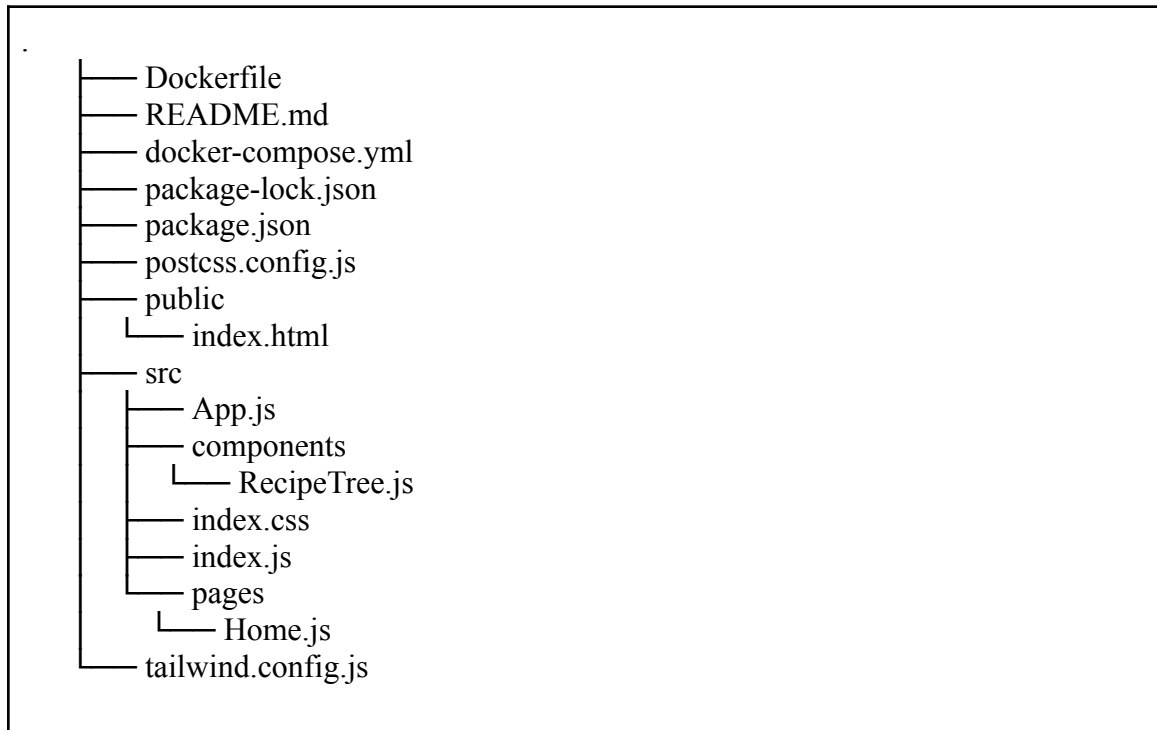 .
├── Dockerfile
├── README.md
├── docker-compose.yml
├── package-lock.json
├── package.json
├── postcss.config.js
├── public
│   └── index.html
├── src
│   ├── App.js
│   ├── components
│   │   └── RecipeTree.js
│   ├── index.css
│   ├── index.js
│   └── pages
│       └── Home.js
└── tailwind.config.js